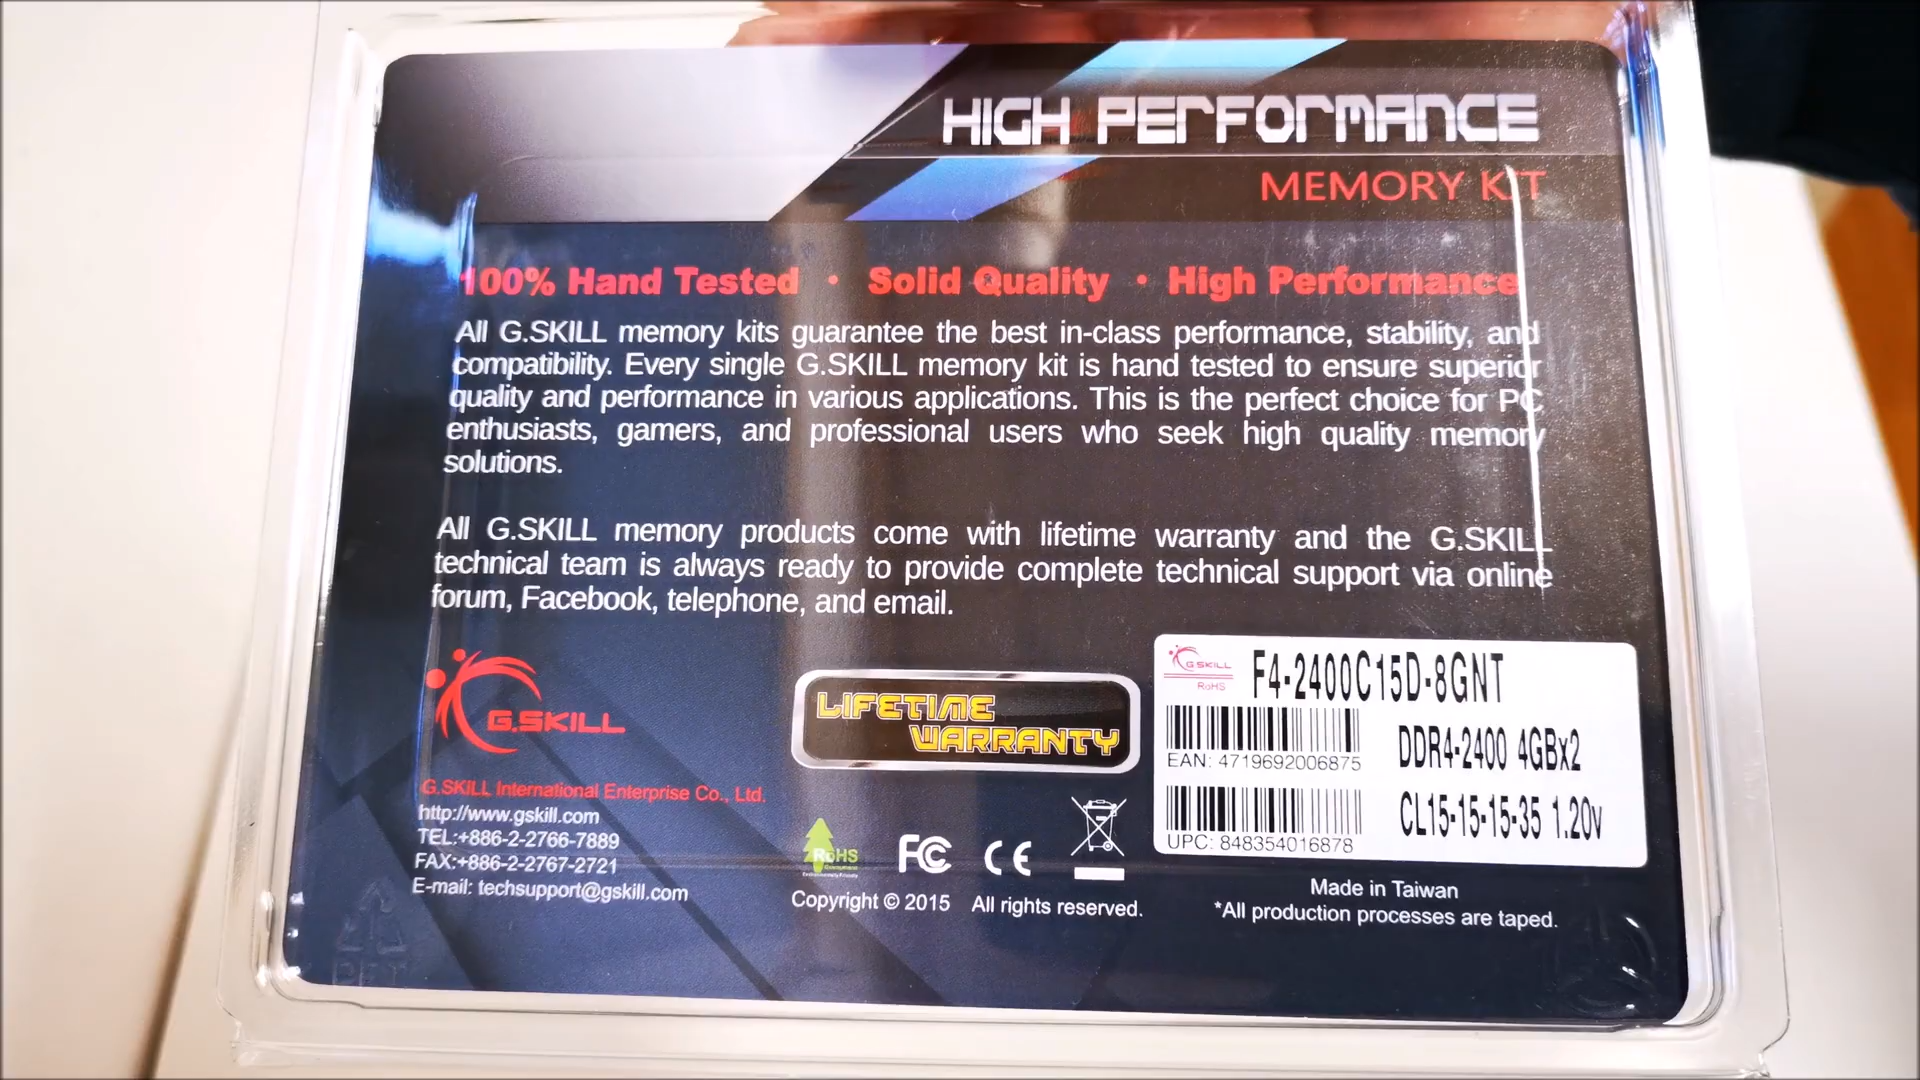 HIGH PERFORMANCE
MEMORY KIT
100% Hand Tested • Solid Quality • High Performance
All G.SKILL memory kits guarantee the best in-class performance, stability, and
compatibility. Every single G.SKILL memory kit is hand tested to ensure superior
quality and performance in various applications. This is the perfect choice for PC
enthusiasts, gamers, and professional users who seek high quality memory
solutions.
All G.SKILL memory products come with lifetime warranty and the G.SKILL
technical team is always ready to provide complete technical support via online
forum, Facebook, telephone, and email.
G.SKILL
G.SKILL International Enterprise Co., Ltd.
http://www.gskill.com
TEL:+886-2-2766-7889
FAX:+886-2-2767-2721
E-mail: techsupport@gskill.com
LIFETIME
WARRANTY
RoHS
FC CE
Copyright © 2015 All rights reserved.
G.SKILL
RoHS
F4-2400C15D-8GNT
EAN: 4719692006875
DDR4-2400 4GBx2
UPC: 848354016878
CL15-15-15-35 1.20v
Made in Taiwan
*All production processes are taped.
PET